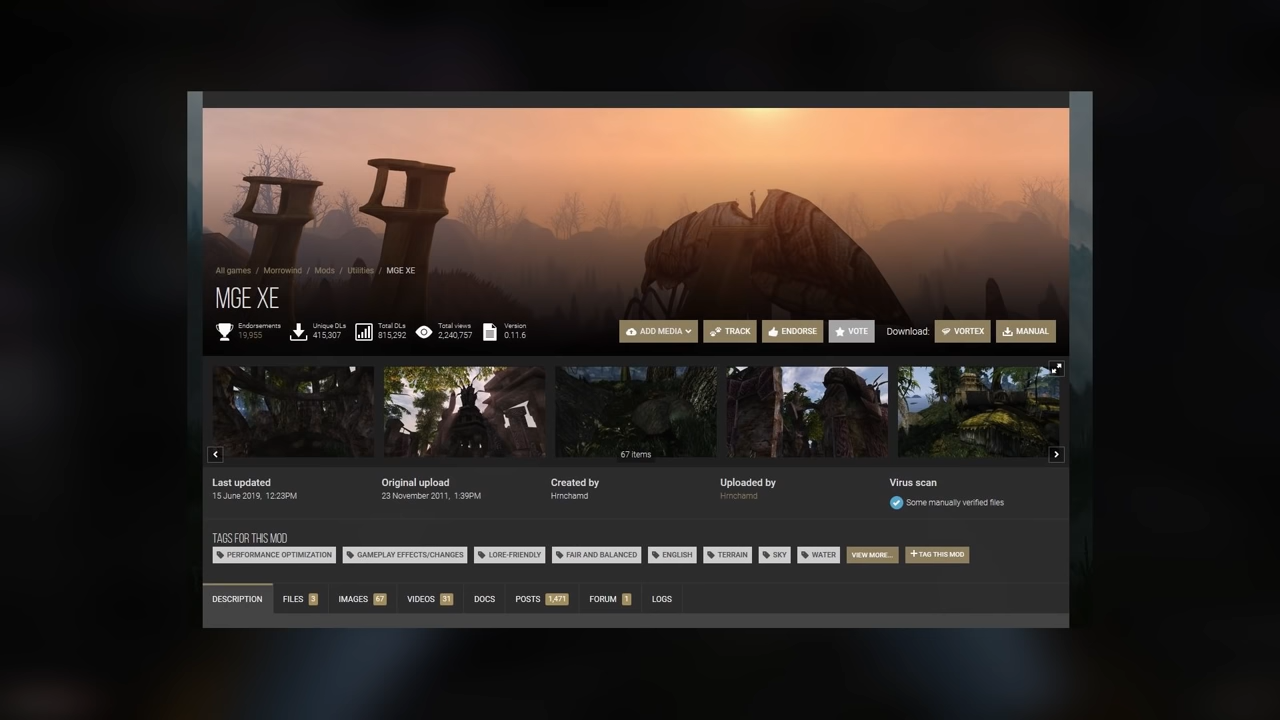 All games / Morrowind / Mods / Utilities / MGE XE
MGE XE
Endorsements
19,955
Unique DLs
415,307
Total DLs
815,292
Total views
2,240,757
Version
0.11.6
ADD MEDIA
TRACK
ENDORSE
VOTE
Download:
VORTEX
MANUAL
67 items
Last updated
15 June 2019, 12:23PM
Original upload
23 November 2011, 1:39PM
Created by
Hrnchamd
Uploaded by
Hrnchamd
Virus scan
Some manually verified files
TAGS FOR THIS MOD
PERFORMANCE OPTIMIZATION
GAMEPLAY EFFECTS/CHANGES
LORE-FRIENDLY
FAIR AND BALANCED
ENGLISH
TERRAIN
SKY
WATER
VIEW MORE...
+ TAG THIS MOD
DESCRIPTION
FILES 3
IMAGES 67
VIDEOS 31
DOCS
POSTS 1,471
FORUM 1
LOGS